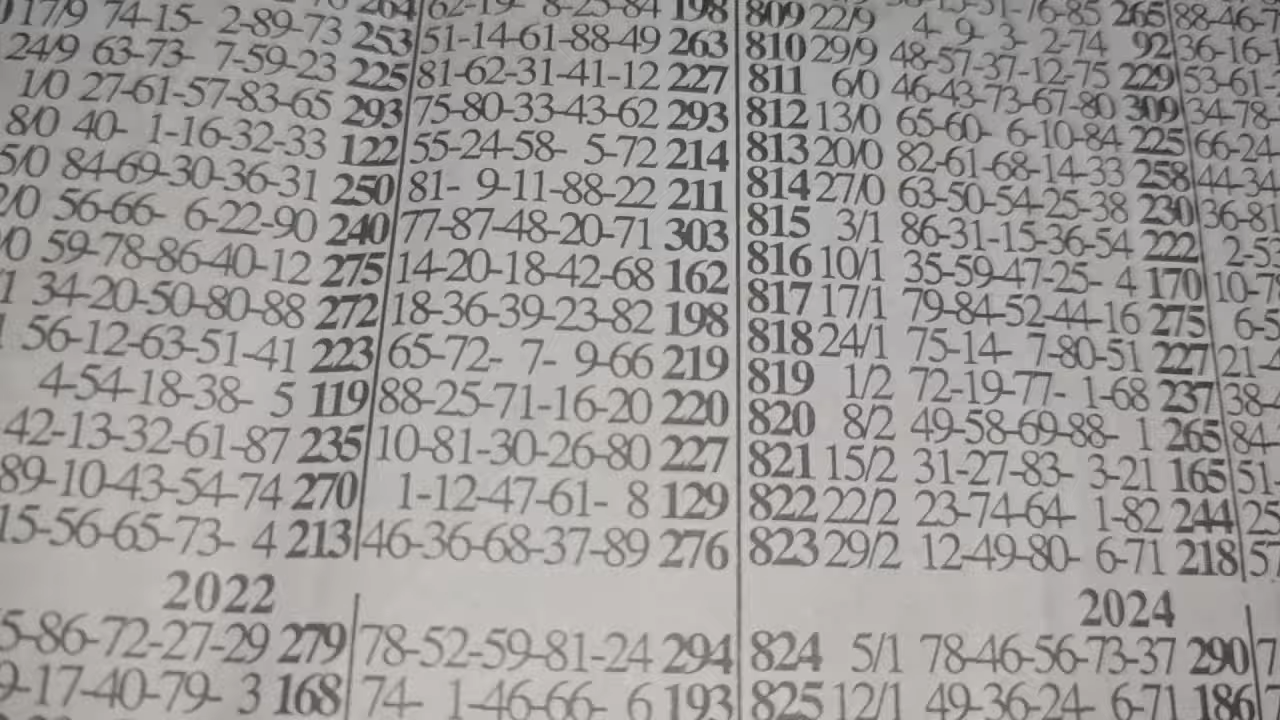 17/9 74-15- 2-89-73 253 51-14-61-88-49 263 810 29/9 48-57-37-12-75 229
24/9 63-73- 7-59-23 225 81-62-31-41-12 227 811 6/0 46-43-73-67-80 309
1/0 27-61-57-83-65 293 75-80-33-43-62 293 812 13/0 65-60- 6-10-84 225
8/0 40- 1-16-32-33 122 55-24-58- 5-72 214 813 20/0 82-61-68-14-33 258
5/0 84-69-30-36-31 250 81- 9-11-88-22 211 814 27/0 63-50-54-25-38 230
2/0 56-66- 6-22-90 240 77-87-48-20-71 303 815 3/1 86-31-15-36-54 222
/0 59-78-86-40-12 275 14-20-18-42-68 162 816 10/1 35-59-47-25- 4 170
/1 34-20-50-80-88 272 18-36-39-23-82 198 817 17/1 79-84-52-44-16 275
56-12-63-51-41 223 65-72- 7- 9-66 219 818 24/1 75-14- 7-80-51 227
4-54-18-38- 5 119 88-25-71-16-20 220 819 1/2 72-19-77- 1-68 237
42-13-32-61-87 235 10-81-30-26-80 227 820 8/2 49-58-69-88- 1 265
89-10-43-54-74 270 1-12-47-61- 8 129 821 15/2 31-27-83- 3-21 165
15-56-65-73- 4 213 46-36-68-37-89 276 822 22/2 23-74-64- 1-82 244
823 29/2 12-49-80- 6-71 218
2022 2024
5-86-72-27-29 279 78-52-59-81-24 294 824 5/1 78-46-56-73-37 290
9-17-40-79- 3 168 74- 1-46-66- 6 193 825 12/1 49-36-24- 6-71 186